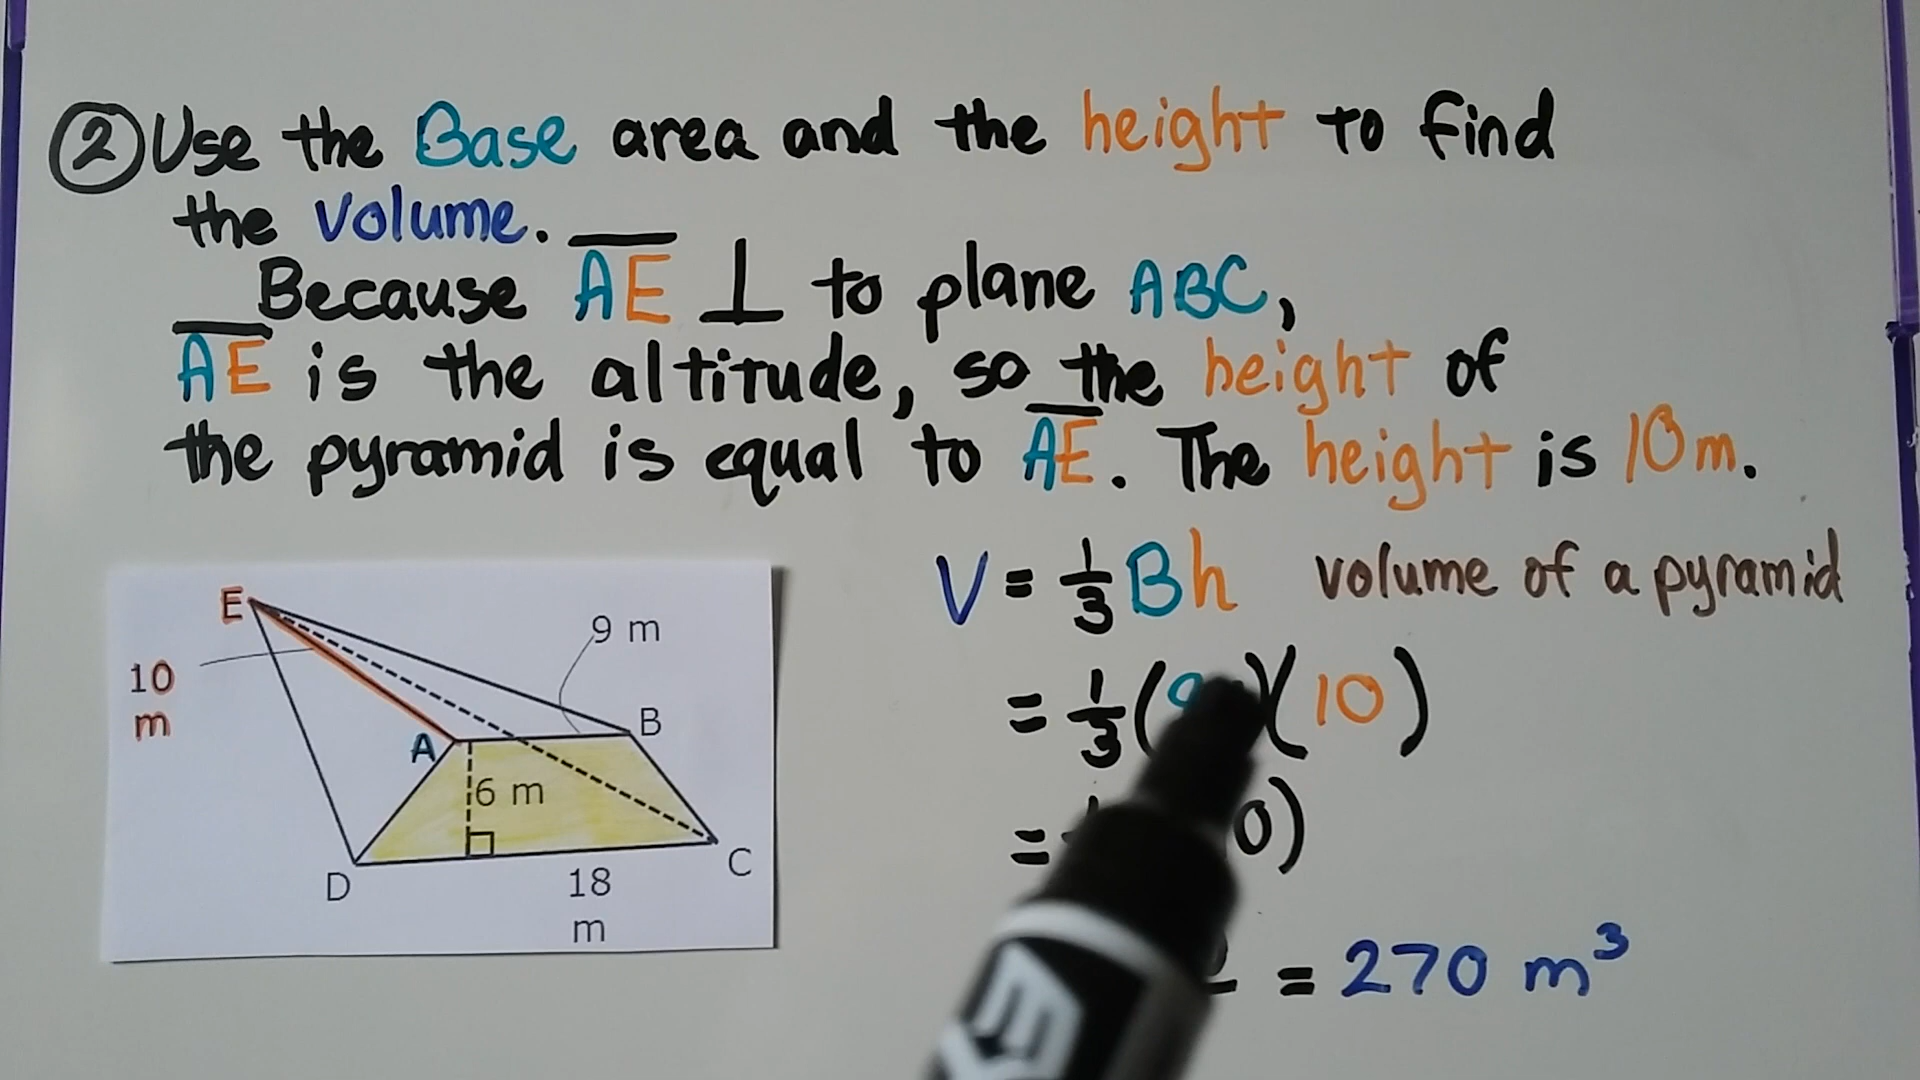 ② Use the Base area and the height to find
the volume.
Because AE ⊥ to plane ABC,
AE is the altitude, so the height of
the pyramid is equal to AE. The height is 10m.
V = 1/3 Bh volume of a pyramid
= 1/3 ( )(10)
= 0)
= 270 m³
E
9 m
10
m
B
A
6 m
D
18
m
C